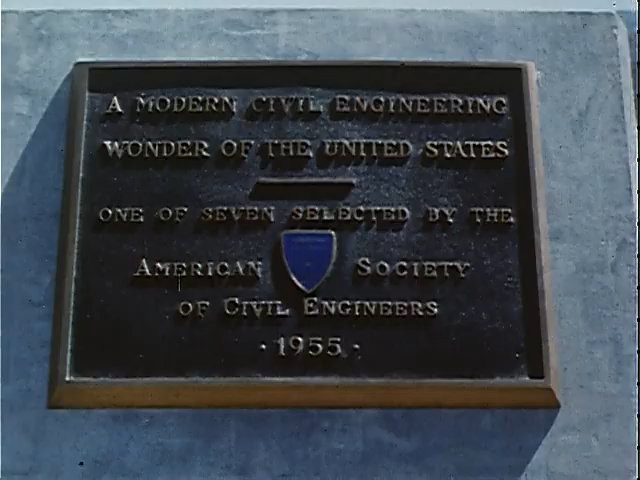 A MODERN CIVIL ENGINEERING
WONDER OF THE UNITED STATES
ONE OF SEVEN SELECTED BY THE
AMERICAN SOCIETY
OF CIVIL ENGINEERS
· 1955 ·